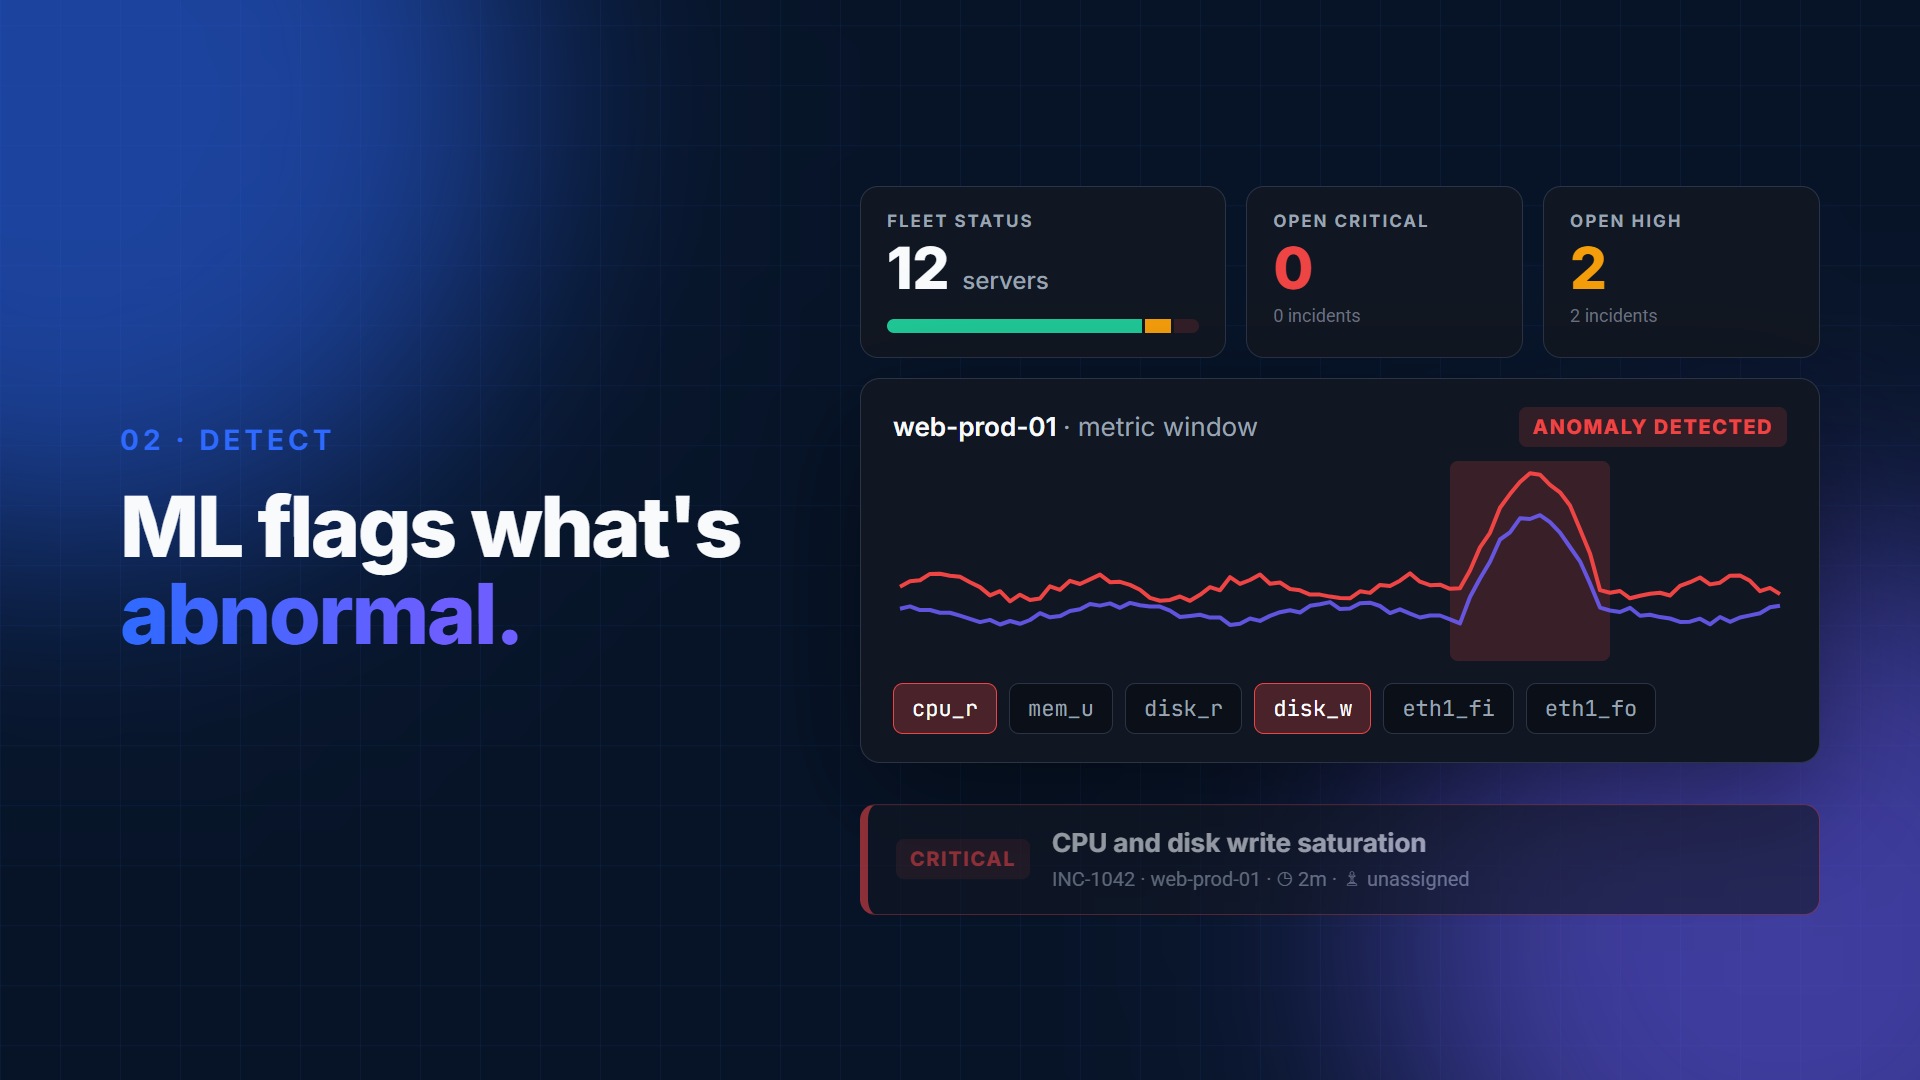 02 · DETECT
ML flags what's
abnormal.
FLEET STATUS
12 servers
OPEN CRITICAL
0
0 incidents
OPEN HIGH
2
2 incidents
web-prod-01 · metric window
ANOMALY DETECTED
cpu_r
mem_u
disk_r
disk_w
eth1_fi
eth1_fo
CRITICAL
CPU and disk write saturation
INC-1042 · web-prod-01 · 2m · unassigned